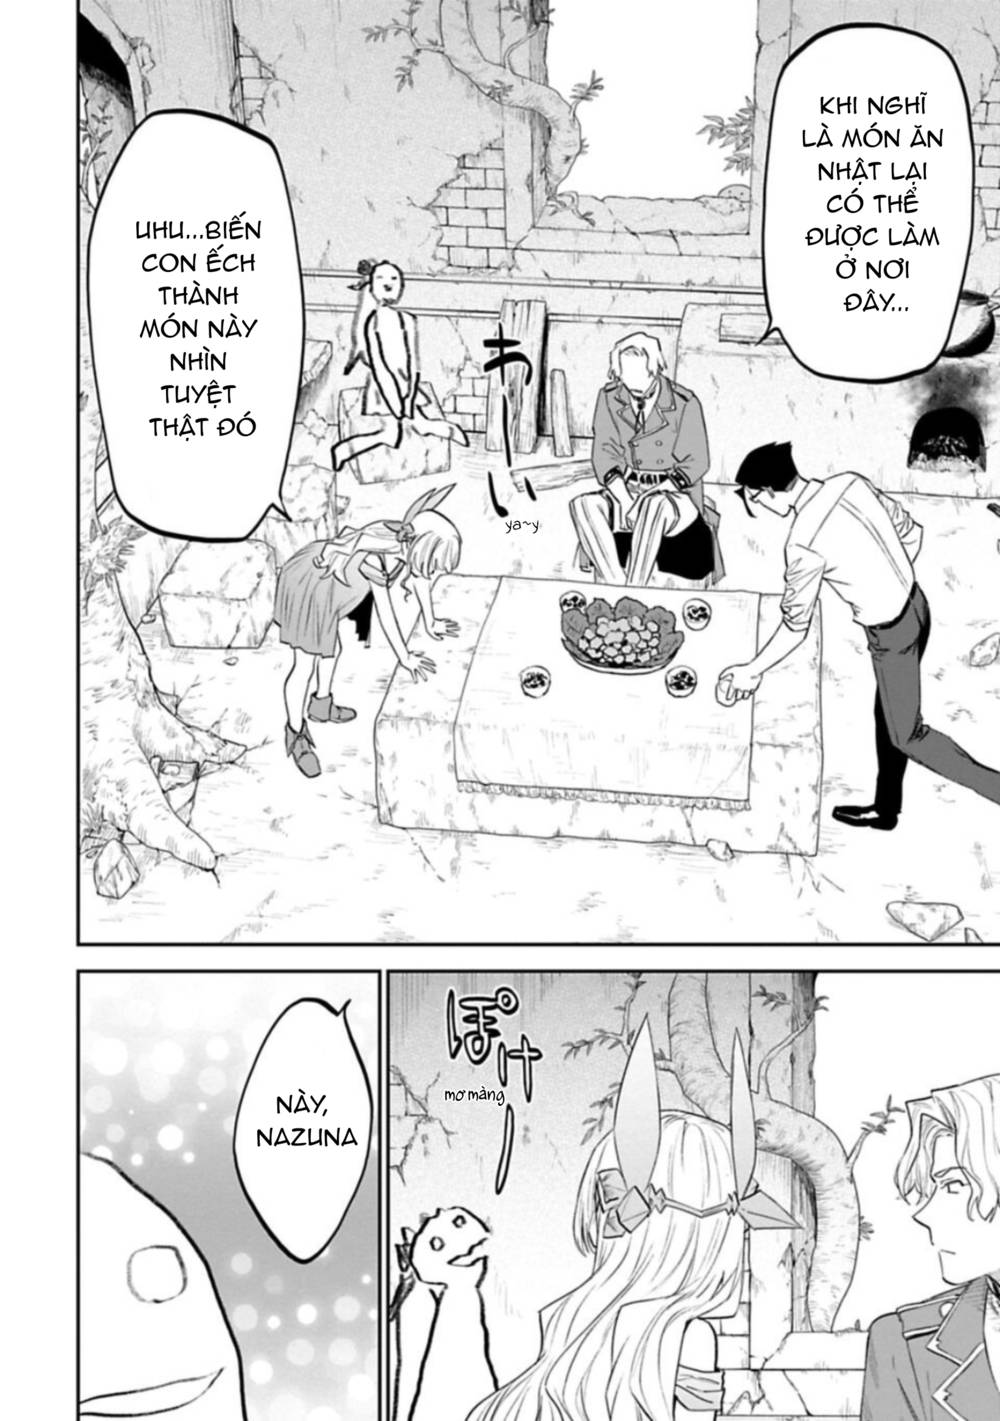 KHI NGHĨ
LÀ MÓN ĂN
NHẬT LẠI
CÓ THỂ
ĐƯỢC LÀM
Ở NƠI
ĐÂY...
UHU...BIẾN
CON ẾCH
THÀNH
MÓN NÀY
NHÌN
TUYỆT
THẬT ĐÓ
わーい
ya~y
ぽけー
mơ màng
NÀY,
NAZUNA